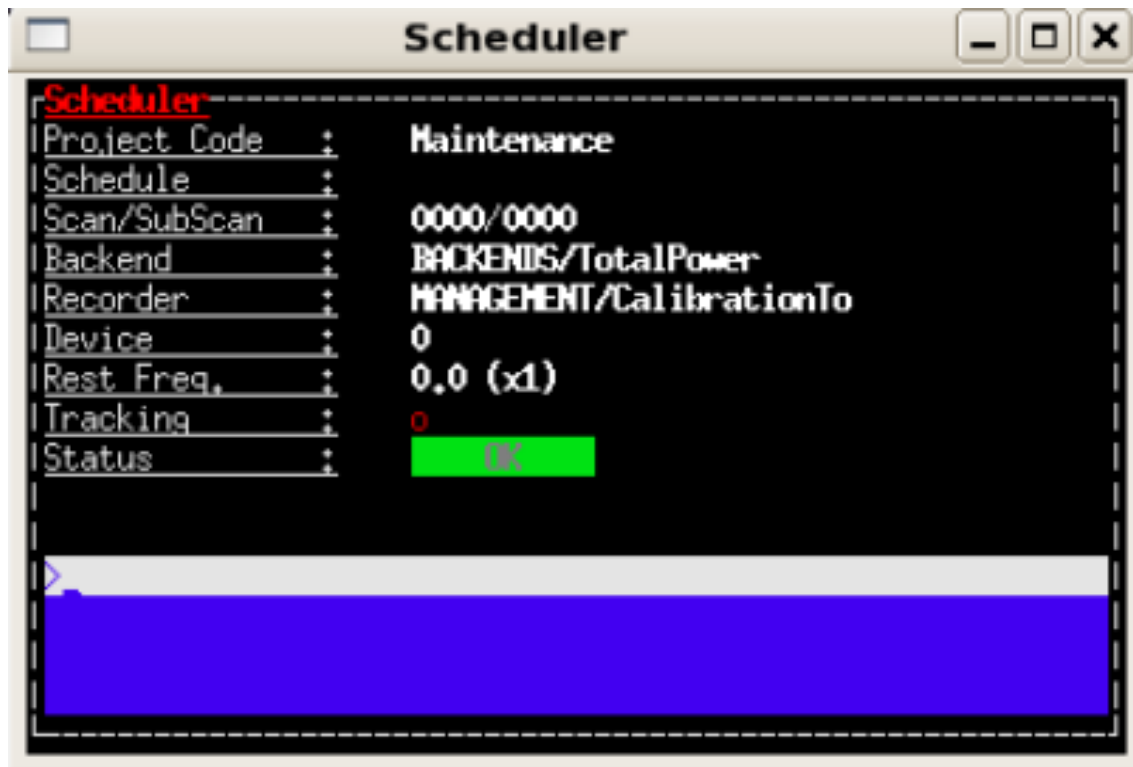 Scheduler
Scheduler
Project Code : Maintenance
Schedule :
Scan/SubScan : 0000/0000
Backend : BACKENDS/TotalPower
Recorder : MANAGEMENT/CalibrationTo
Device : 0
Rest Freq. : 0.0 (x1)
Tracking : o
Status : OK
>_